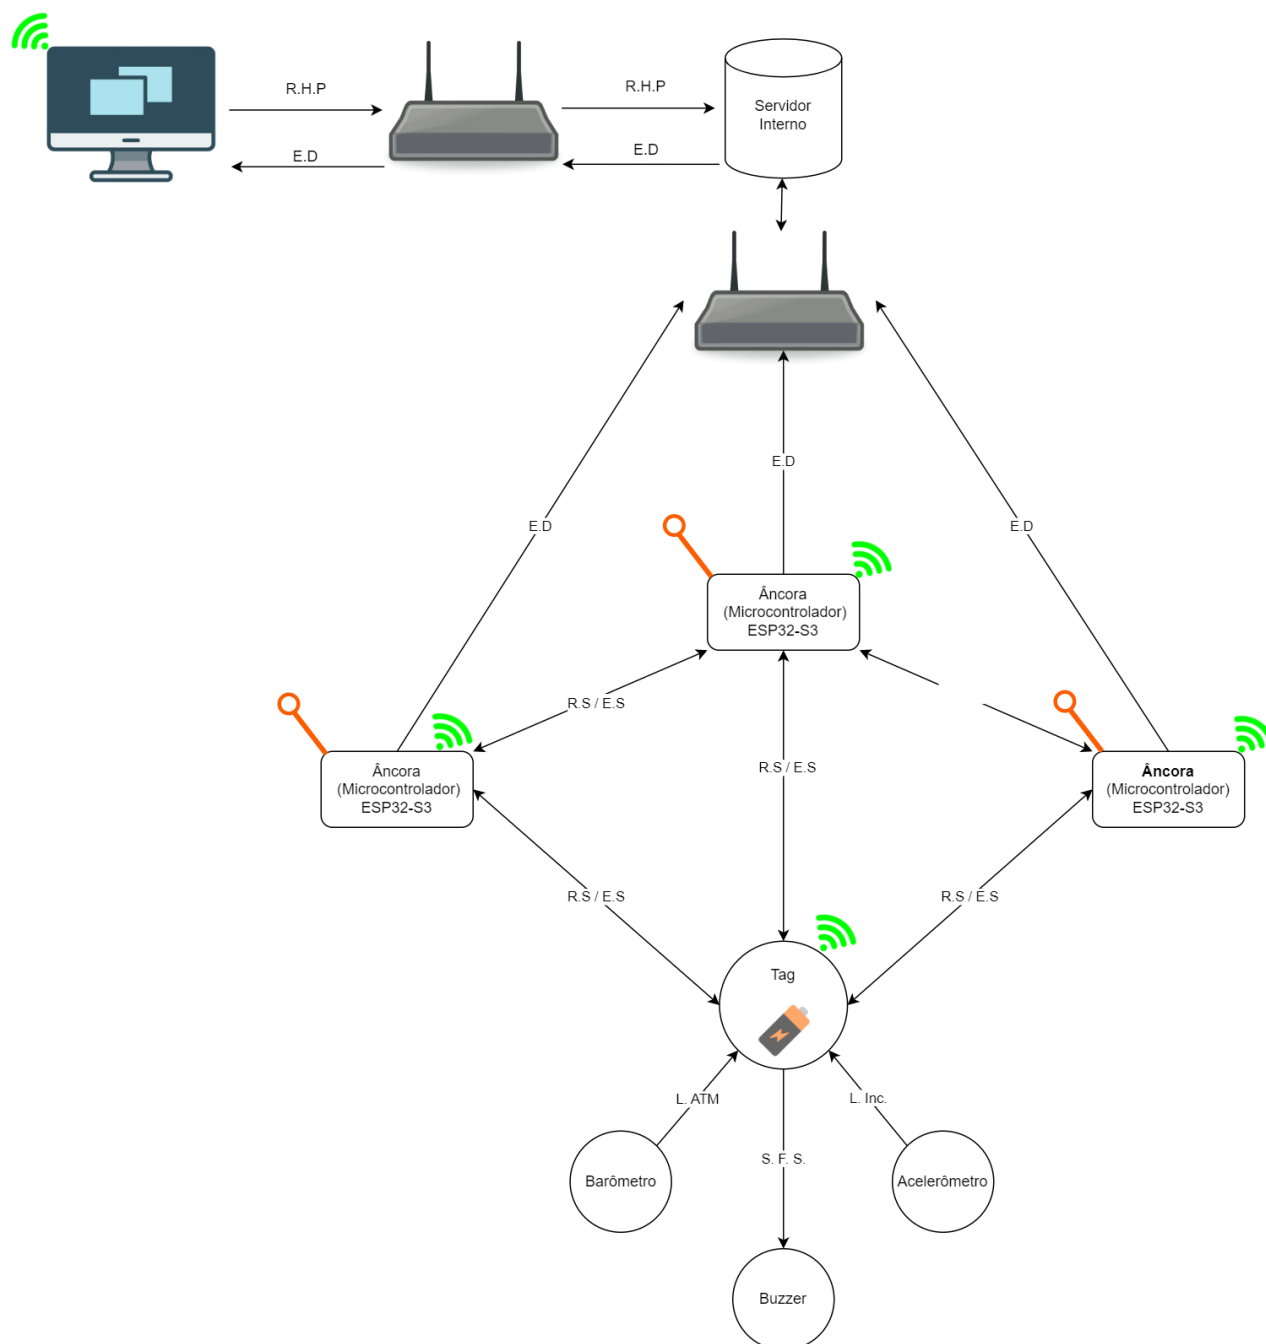 R.H.P
R.H.P
E.D
E.D
Servidor
Interno
E.D
E.D
E.D
Âncora
(Microcontrolador)
ESP32-S3
R.S / E.S
Âncora
(Microcontrolador)
ESP32-S3
R.S / E.S
Âncora
(Microcontrolador)
ESP32-S3
R.S / E.S
R.S / E.S
Tag
L. ATM
L. Inc.
S. F. S.
Barômetro
Acelerômetro
Buzzer